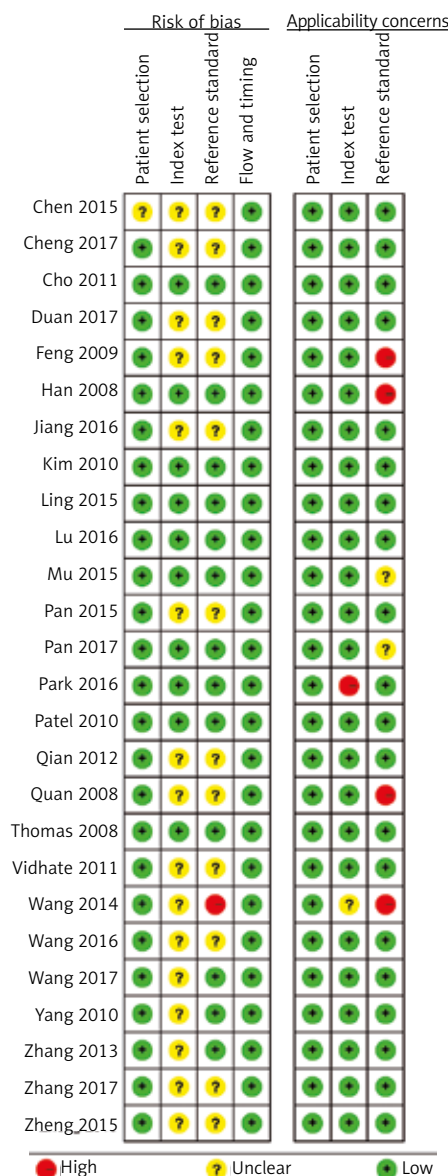 Risk of bias
Applicability concerns
Patient selection
Index test
Reference standard
Flow and timing
Patient selection
Index test
Reference standard
Chen 2015 ? ? ? + + + +
Cheng 2017 + ? ? + + + +
Cho 2011 + + + + + + +
Duan 2017 + ? ? + + + +
Feng 2009 + ? ? + + + -
Han 2008 + + + + + + -
Jiang 2016 + ? ? + + + +
Kim 2010 + + + + + + +
Ling 2015 + + + + + + +
Lu 2016 + + + + + + +
Mu 2015 + + + + + + ?
Pan 2015 + ? ? + + + +
Pan 2017 + + + + + + ?
Park 2016 + + + + + - +
Patel 2010 + + + + + + +
Qian 2012 + ? ? + + + +
Quan 2008 + ? ? + + + -
Thomas 2008 + + + + + + +
Vidhate 2011 + ? ? + + + +
Wang 2014 + ? - + + ? -
Wang 2016 + ? ? + + + +
Wang 2017 + ? + + + + +
Yang 2010 + ? + + + + +
Zhang 2013 + ? + + + + +
Zhang 2017 + ? ? + + + +
Zheng_2015 + ? ? + + + +
- High ? Unclear + Low